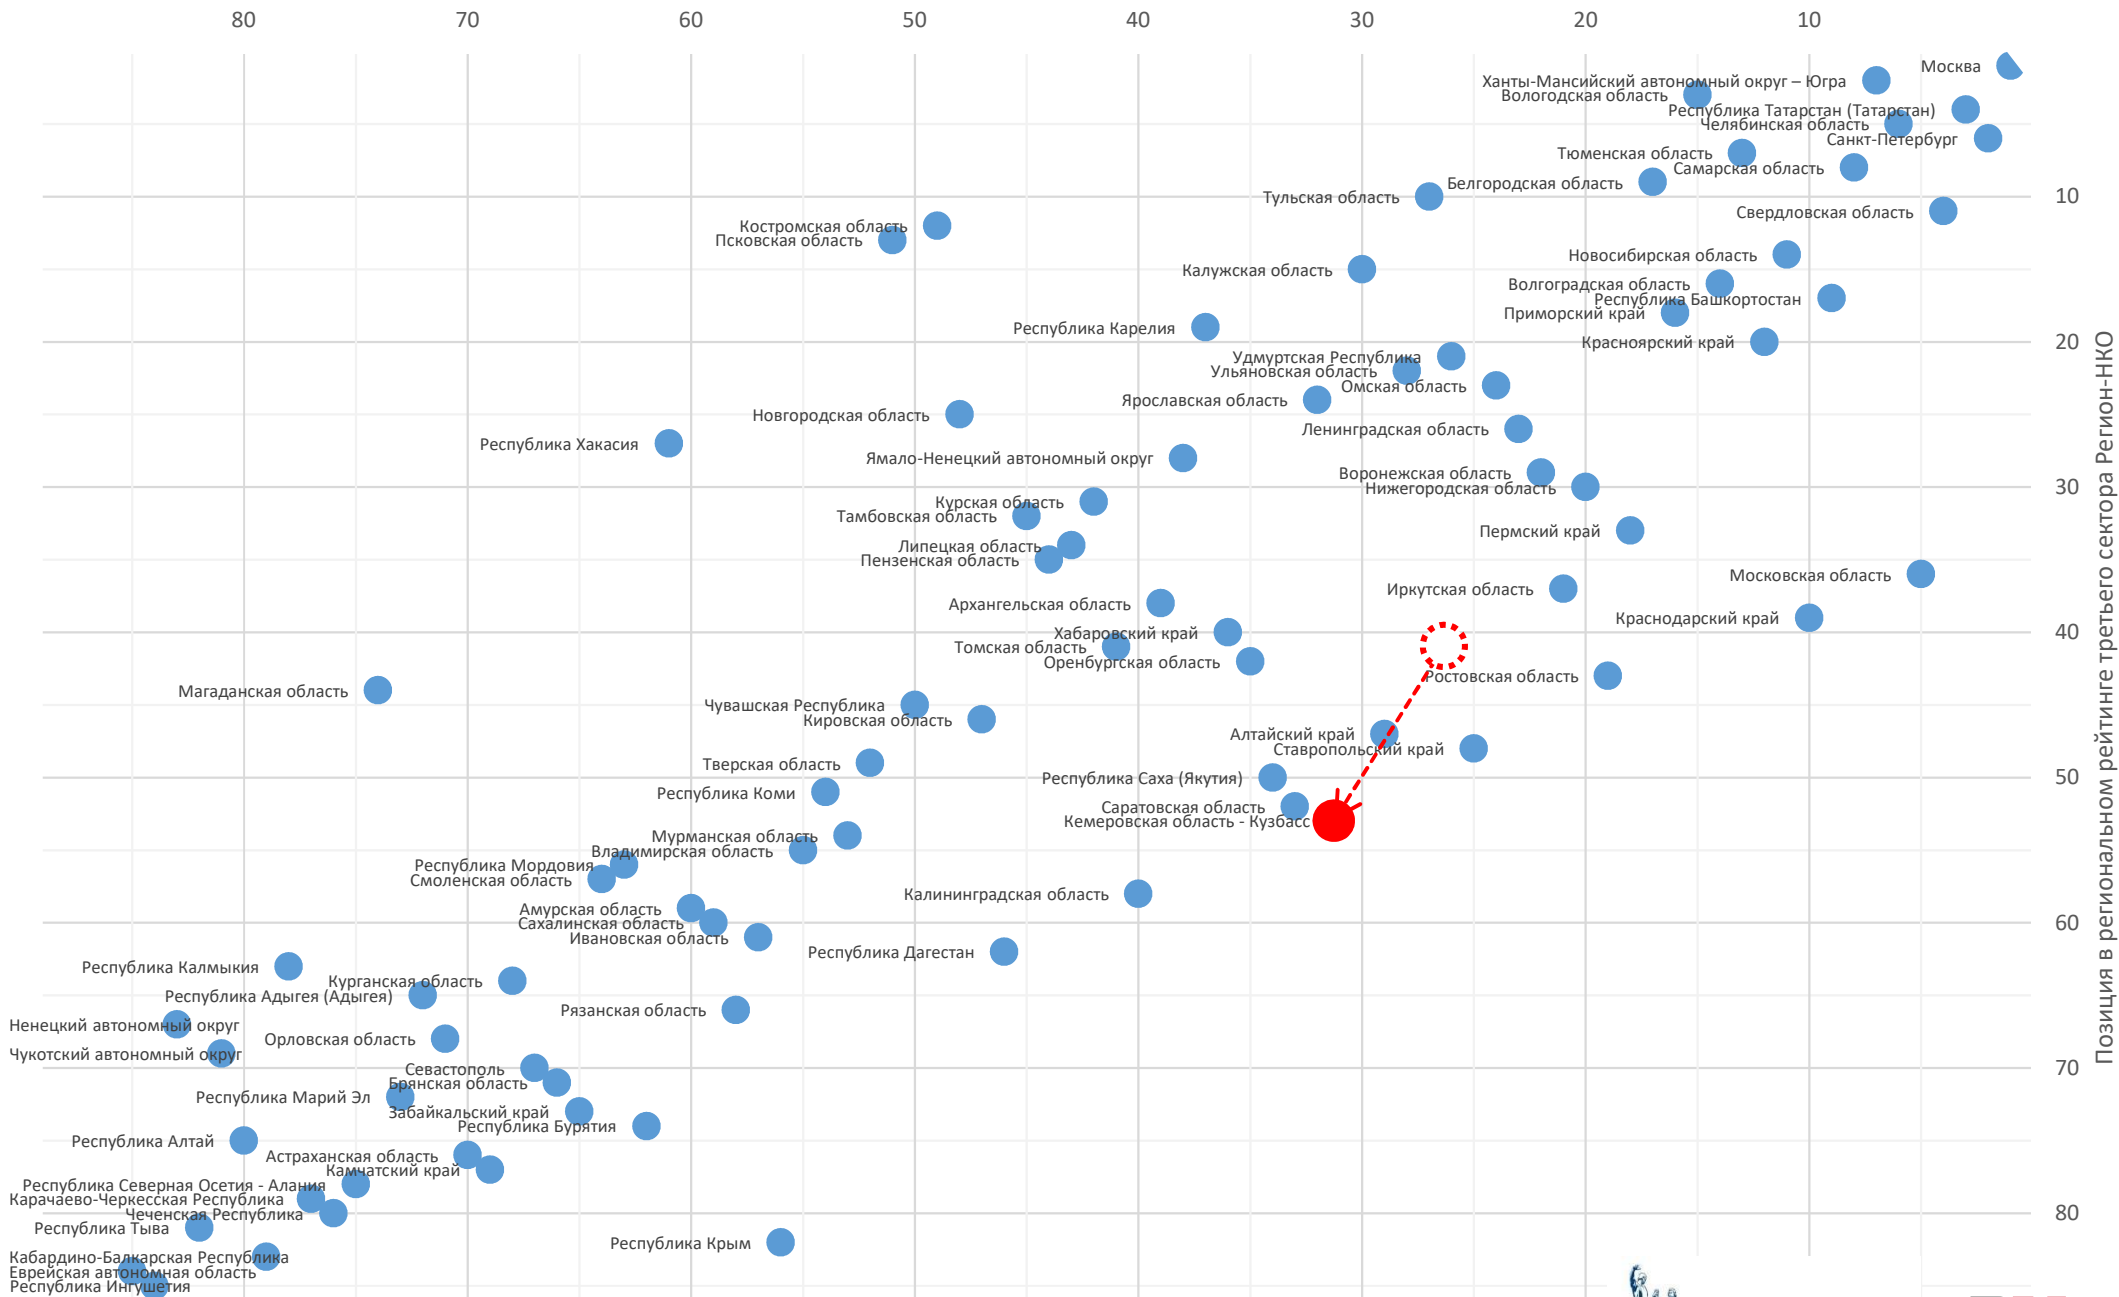 80 70 60 50 40 30 20 10
Москва
Ханты-Мансийский автономный округ – Югра
Вологодская область
Республика Татарстан (Татарстан)
Челябинская область
Санкт-Петербург
Тюменская область
Самарская область
Белгородская область
Тульская область
10
Свердловская область
Костромская область
Псковская область
Новосибирская область
Калужская область
Волгоградская область
Республика Башкортостан
Приморский край
Республика Карелия
Красноярский край
20
Удмуртская Республика
Ульяновская область
Омская область
Ярославская область
Новгородская область
Ленинградская область
Республика Хакасия
Ямало-Ненецкий автономный округ
Воронежская область
Нижегородская область
30
Курская область
Тамбовская область
Пермский край
Липецкая область
Пензенская область
Московская область
Иркутская область
Архангельская область
Краснодарский край
Хабаровский край
40
Томская область
Оренбургская область
Ростовская область
Магаданская область
Чувашская Республика
Кировская область
Алтайский край
Ставропольский край
Тверская область
Республика Саха (Якутия)
50
Республика Коми
Саратовская область
Кемеровская область - Кузбасс
Мурманская область
Владимирская область
Республика Мордовия
Смоленская область
Калининградская область
Амурская область
Сахалинская область
60
Ивановская область
Республика Дагестан
Республика Калмыкия
Курганская область
Республика Адыгея (Адыгея)
Рязанская область
Ненецкий автономный округ
Орловская область
Чукотский автономный округ
Севастополь
70
Брянская область
Республика Марий Эл
Забайкальский край
Республика Бурятия
Республика Алтай
Астраханская область
Камчатский край
Республика Северная Осетия - Алания
Карачаево-Черкесская Республика
Чеченская Республика
80
Республика Тыва
Республика Крым
Кабардино-Балкарская Республика
Еврейская автономная область
Республика Ингушетия
Позиция в региональном рейтинге третьего сектора Регион-НКО